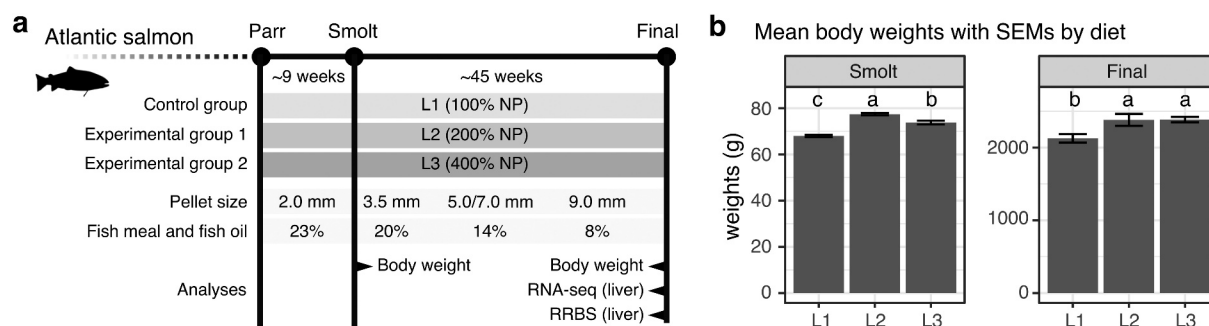 a
Atlantic salmon
Parr Smolt Final
~9 weeks ~45 weeks
Control group L1 (100% NP)
Experimental group 1 L2 (200% NP)
Experimental group 2 L3 (400% NP)
Pellet size 2.0 mm 3.5 mm 5.0/7.0 mm 9.0 mm
Fish meal and fish oil 23% 20% 14% 8%
Body weight Body weight
Analyses RNA-seq (liver)
RRBS (liver)
b Mean body weights with SEMs by diet
Smolt Final
c a b b a a
weights (g)
80
60
40
20
0
2000
1000
0
L1 L2 L3 L1 L2 L3